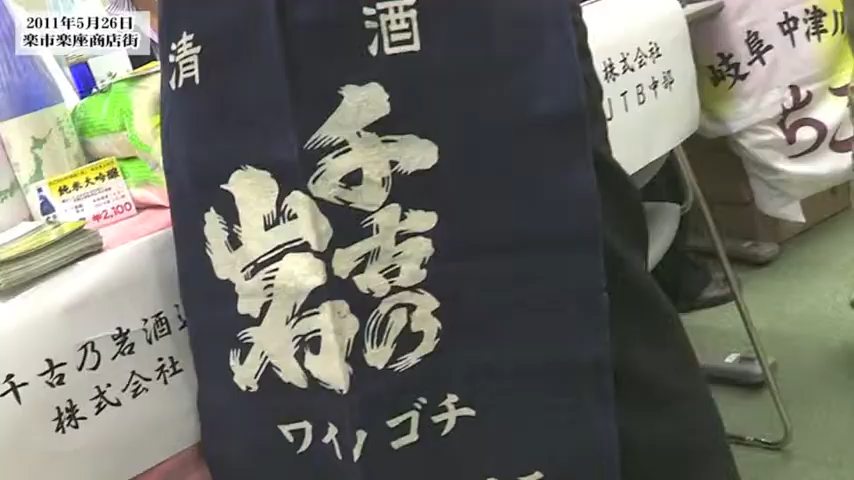 2011年5月26日
楽市楽座商店街
清酒
千古乃岩
ワイノゴチ
純米大吟醸
¥2,100
千古乃岩酒造
株式会社
株式会社
JTB中部
岐阜中津川
ちこ